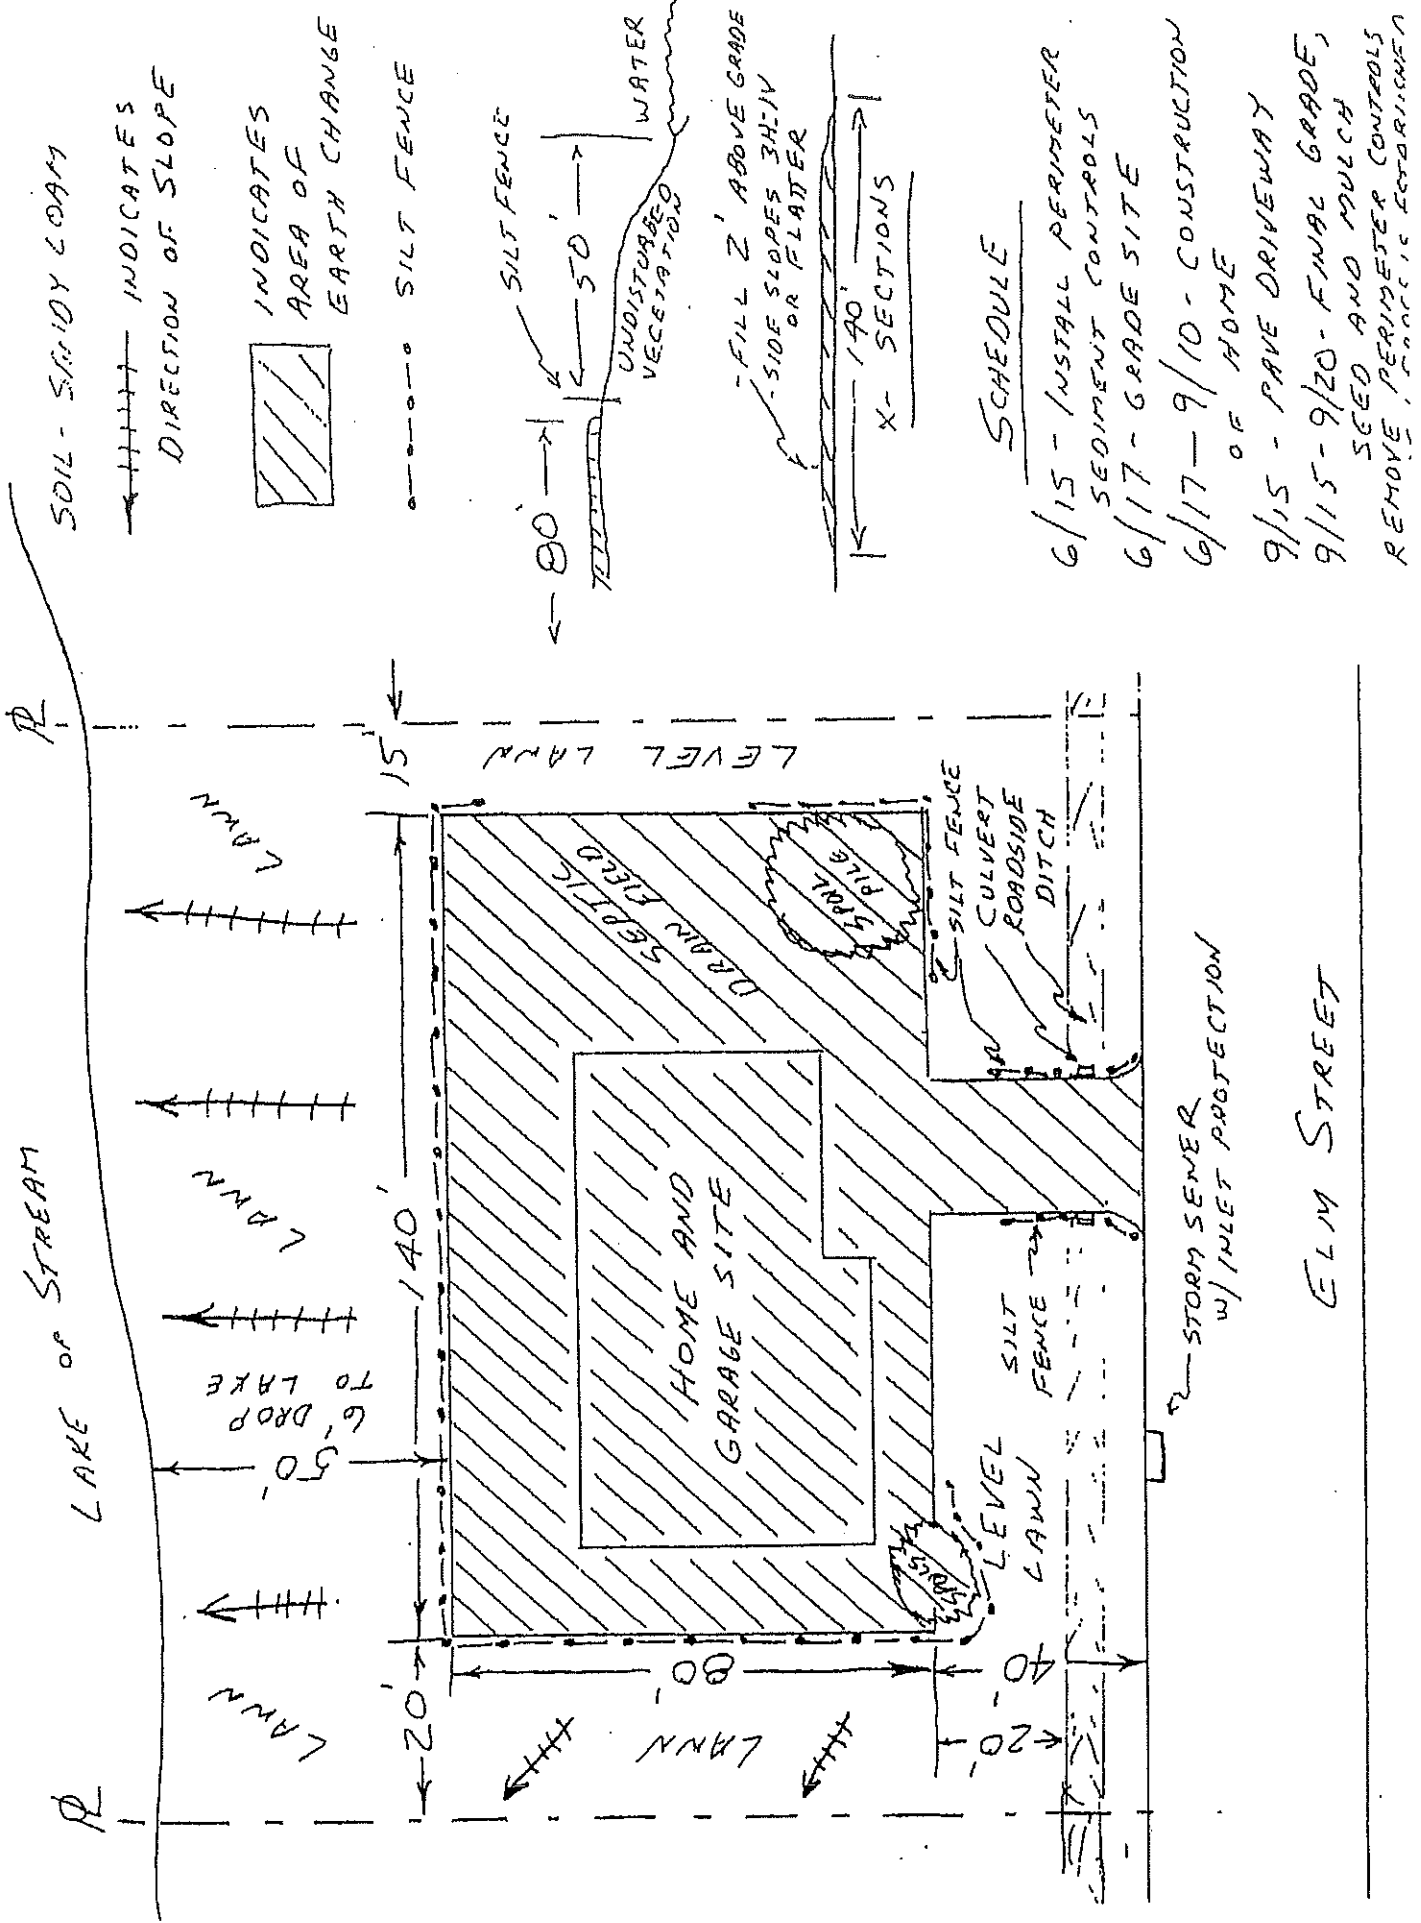 LAKE OR STREAM
PL
PL
LAWN
LAWN
LAWN
50'
6' DROP
TO LAKE
20'
140'
15'
LEVEL LAWN
LAWN
80'
HOME AND
GARAGE SITE
SEPTIC
DRAIN FIELD
SPOIL
PILE
SPOIL
20'
40'
LEVEL
LAWN
SILT
FENCE
SILT FENCE
CULVERT
ROADSIDE
DITCH
STORM SEWER
W/ INLET PROTECTION
ELM STREET
SOIL - SANDY LOAM
INDICATES
DIRECTION OF SLOPE
INDICATES
AREA OF
EARTH CHANGE
SILT FENCE
80'
SILT FENCE
50'
WATER
UNDISTURBED
VEGETATION
- FILL 2' ABOVE GRADE
- SIDE SLOPES 3H:1V
OR FLATTER
140'
X - SECTIONS
SCHEDULE
6/15 - INSTALL PERIMETER
SEDIMENT CONTROLS
6/17 - GRADE SITE
6/17 - 9/10 - CONSTRUCTION
OF HOME
9/15 - PAVE DRIVEWAY
9/15 - 9/20 - FINAL GRADE,
SEED AND MULCH
REMOVE PERIMETER CONTROLS